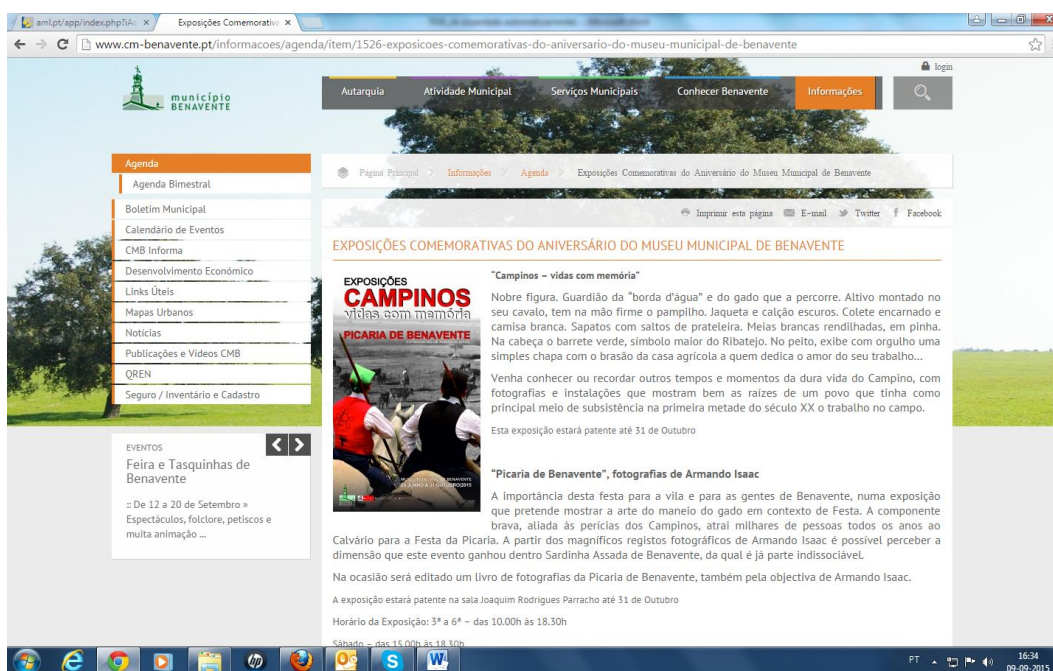 aml.pt/app/index.php?iAc
Exposições Comemorativa
www.cm-benavente.pt/informacoes/agenda/item/1526-exposicoes-comemorativas-do-aniversario-do-museu-municipal-de-benavente
login
município
BENAVENTE
Autarquia
Atividade Municipal
Serviços Municipais
Conhecer Benavente
Informações
Agenda
Agenda Bimestral
Boletim Municipal
Calendário de Eventos
CMB Informa
Desenvolvimento Económico
Links Úteis
Mapas Urbanos
Notícias
Publicações e Vídeos CMB
QREN
Seguro / Inventário e Cadastro
EVENTOS
Feira e Tasquinhas de
Benavente
:: De 12 a 20 de Setembro »
Espectáculos, folclore, petiscos e
muita animação ...
Página Principal > Informações > Agenda > Exposições Comemorativas do Aniversário do Museu Municipal de Benavente
Imprimir esta página E-mail Twitter Facebook
EXPOSIÇÕES COMEMORATIVAS DO ANIVERSÁRIO DO MUSEU MUNICIPAL DE BENAVENTE
EXPOSIÇÕES
CAMPINOS
vidas com memória
PICARIA DE BENAVENTE
"Campinos – vidas com memória"
Nobre figura. Guardião da "borda d'água" e do gado que a percorre. Altivo montado no
seu cavalo, tem na mão firme o pampilho. Jaqueta e calção escuros. Colete encarnado e
camisa branca. Sapatos com saltos de prateleira. Meias brancas rendilhadas, em pinha.
Na cabeça o barrete verde, símbolo maior do Ribatejo. No peito, exibe com orgulho uma
simples chapa com o brasão da casa agrícola a quem dedica o amor do seu trabalho...
Venha conhecer ou recordar outros tempos e momentos da dura vida do Campino, com
fotografias e instalações que mostram bem as raízes de um povo que tinha como
principal meio de subsistência na primeira metade do século XX o trabalho no campo.
Esta exposição estará patente até 31 de Outubro
"Picaria de Benavente", fotografias de Armando Isaac
A importância desta festa para a vila e para as gentes de Benavente, numa exposição
que pretende mostrar a arte do maneio do gado em contexto de Festa. A componente
brava, aliada às perícias dos Campinos, atrai milhares de pessoas todos os anos ao
Calvário para a Festa da Picaria. A partir dos magníficos registos fotográficos de Armando Isaac é possível perceber a
dimensão que este evento ganhou dentro Sardinha Assada de Benavente, da qual é já parte indissociável.
Na ocasião será editado um livro de fotografias da Picaria de Benavente, também pela objectiva de Armando Isaac.
A exposição estará patente na sala Joaquim Rodrigues Parracho até 31 de Outubro
Horário da Exposição: 3ª a 6ª – das 10.00h às 18.30h
Sábado – das 15.00h às 18.30h
PT
16:34
09-09-2015